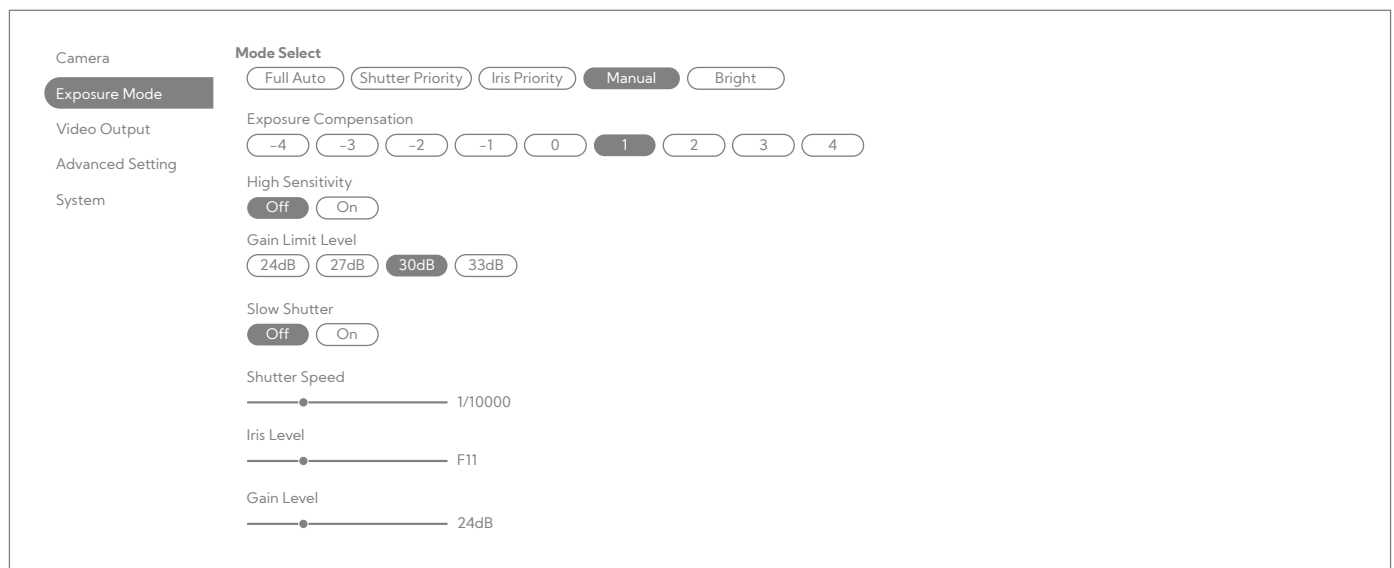 Camera
Exposure Mode
Video Output
Advanced Setting
System
Mode Select
Full Auto Shutter Priority Iris Priority Manual Bright
Exposure Compensation
-4 -3 -2 -1 0 1 2 3 4
High Sensitivity
Off On
Gain Limit Level
24dB 27dB 30dB 33dB
Slow Shutter
Off On
Shutter Speed
1/10000
Iris Level
F11
Gain Level
24dB